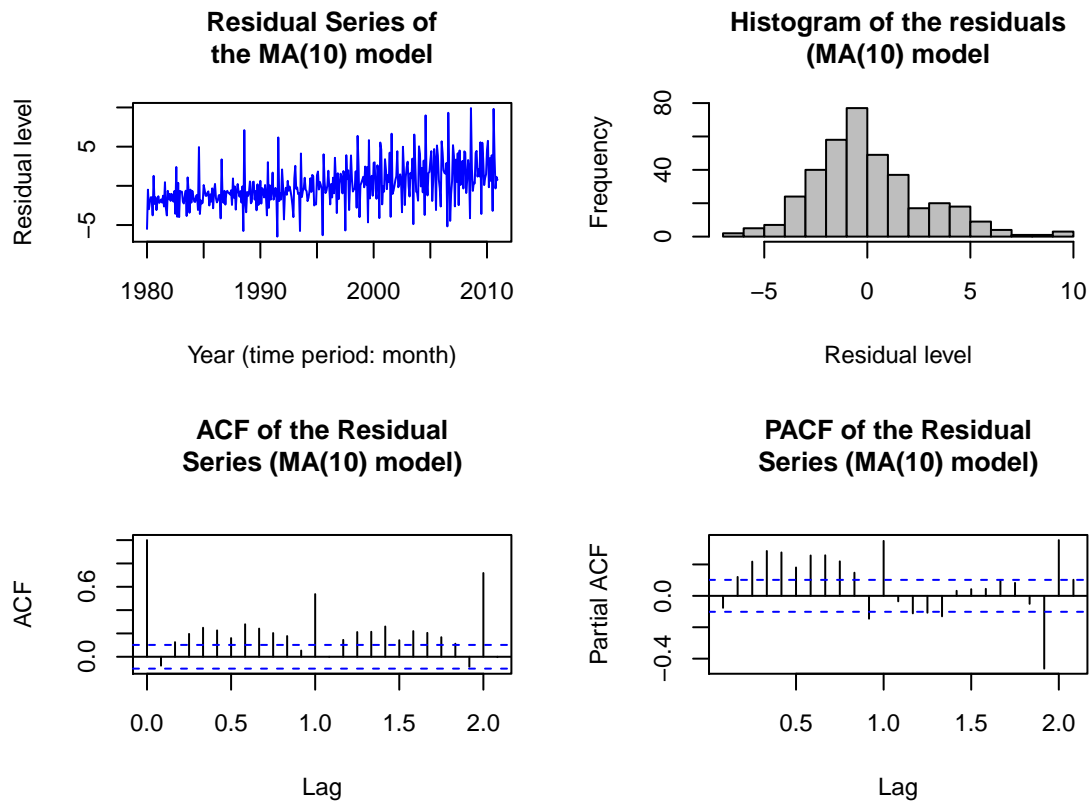 Residual Series of
the MA(10) model
Residual level
5
−5
1980 1990 2000 2010
Year (time period: month)
Histogram of the residuals
(MA(10) model
Frequency
80
40
0
−5 0 5 10
Residual level
ACF of the Residual
Series (MA(10) model)
ACF
0.6
0.0
0.0 0.5 1.0 1.5 2.0
Lag
PACF of the Residual
Series (MA(10) model)
Partial ACF
0.0
−0.4
0.5 1.0 1.5 2.0
Lag